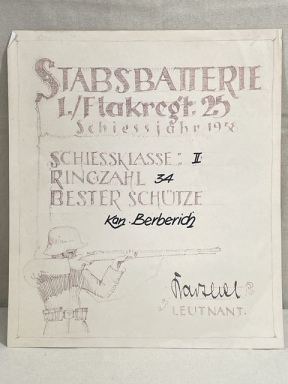 STABSBATTERIE
I./Flakregt. 25
Schiessjahr 1938
SCHIESSKLASSE: II
RINGZAHL 34
BESTER SCHÜTZE
Kan. Berberich
LEUTNANT.